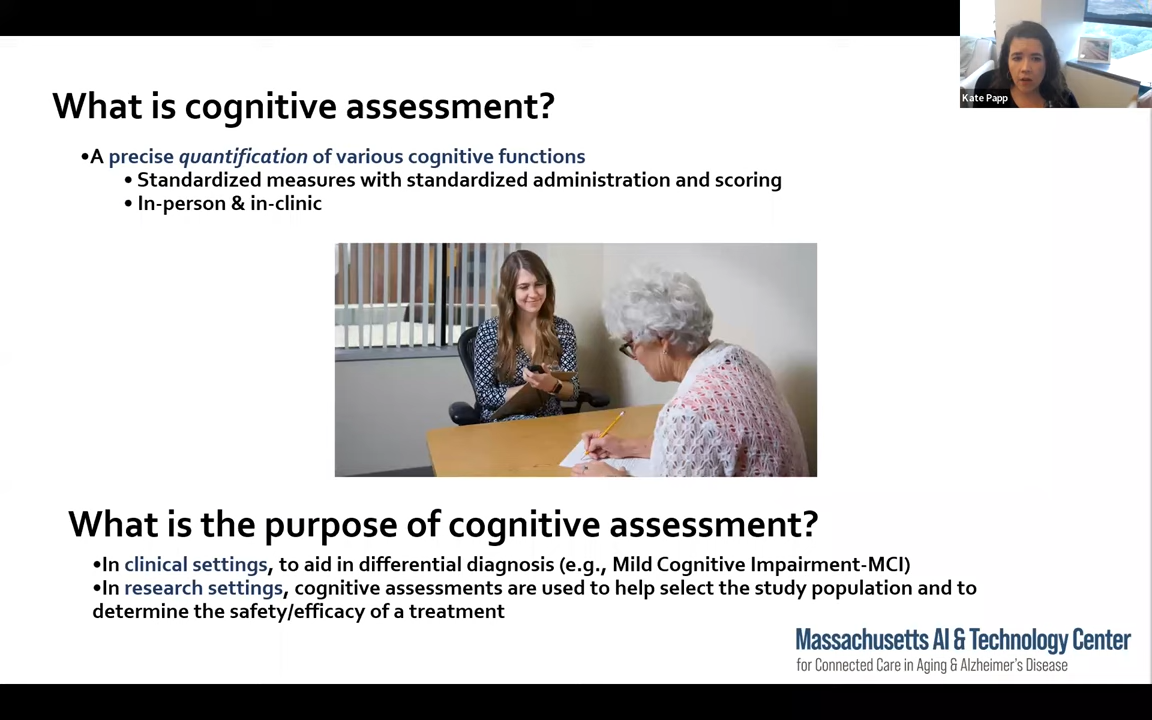 Kate Papp
What is cognitive assessment?
•A precise quantification of various cognitive functions
• Standardized measures with standardized administration and scoring
• In-person & in-clinic
What is the purpose of cognitive assessment?
•In clinical settings, to aid in differential diagnosis (e.g., Mild Cognitive Impairment-MCI)
•In research settings, cognitive assessments are used to help select the study population and to
determine the safety/efficacy of a treatment
Massachusetts AI & Technology Center
for Connected Care in Aging & Alzheimer's Disease